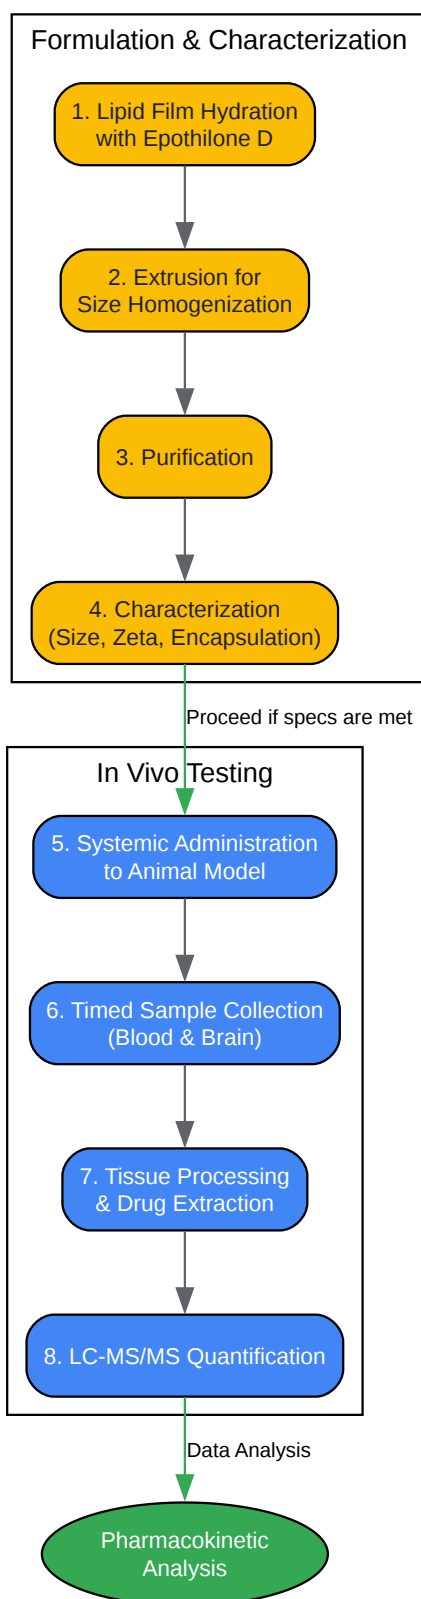 Formulation & Characterization
1. Lipid Film Hydration
with Epothilone D
2. Extrusion for
Size Homogenization
3. Purification
4. Characterization
(Size, Zeta, Encapsulation)
Proceed if specs are met
In Vivo Testing
5. Systemic Administration
to Animal Model
6. Timed Sample Collection
(Blood & Brain)
7. Tissue Processing
& Drug Extraction
8. LC-MS/MS Quantification
Data Analysis
Pharmacokinetic
Analysis